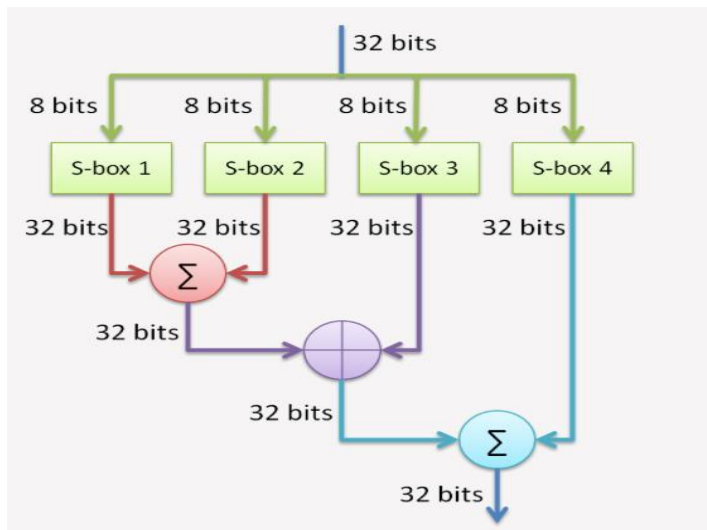 32 bits
8 bits 8 bits 8 bits 8 bits
S-box 1 S-box 2 S-box 3 S-box 4
32 bits 32 bits 32 bits 32 bits
Σ
32 bits
32 bits
Σ
32 bits